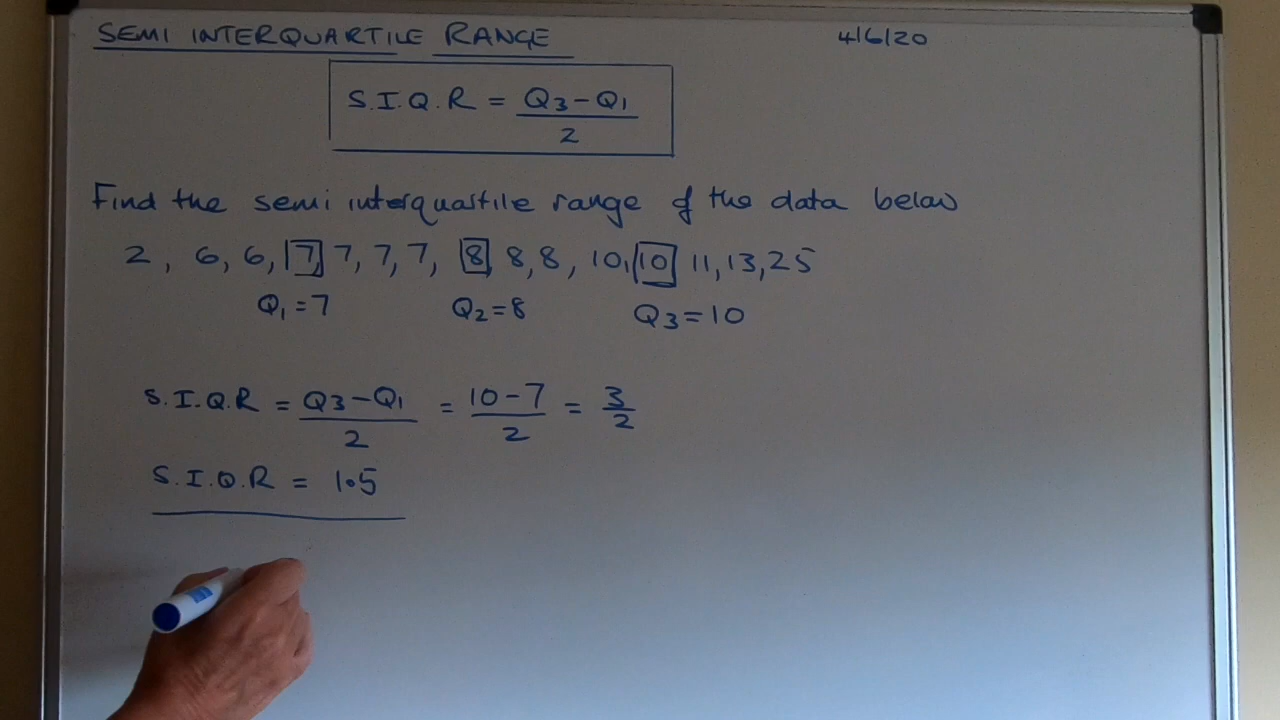 SEMI INTERQUARTILE RANGE 4/6/20
S.I.Q.R = Q3-Q1
2
Find the semi interquartile range of the data below
2, 6, 6, 7, 7, 7, 7, 8, 8, 8, 10, 10, 11, 13, 25
Q1=7 Q2=8 Q3=10
S.I.Q.R = Q3-Q1 = 10-7 = 3
2 2 2
S.I.Q.R = 1.5